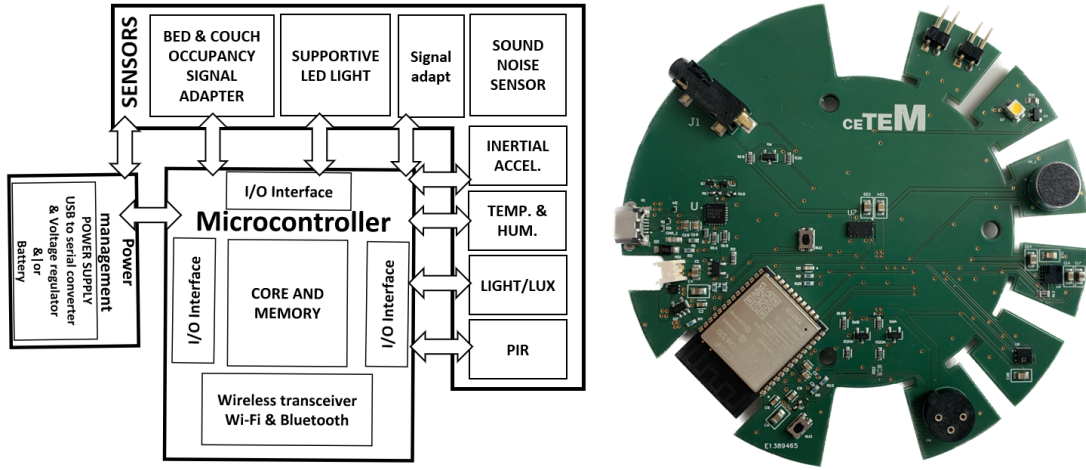 SENSORS
BED & COUCH
OCCUPANCY
SIGNAL
ADAPTER
SUPPORTIVE
LED LIGHT
Signal
adapt
SOUND
NOISE
SENSOR
INERTIAL
ACCEL.
TEMP. &
HUM.
LIGHT/LUX
PIR
Power
management
POWER SUPPLY
USB to serial converter
& Voltage regulator
&|or
Battery
I/O Interface
Microcontroller
I/O Interface
CORE AND
MEMORY
I/O Interface
Wireless transceiver
Wi-Fi & Bluetooth
J1
CETEM
E1389465